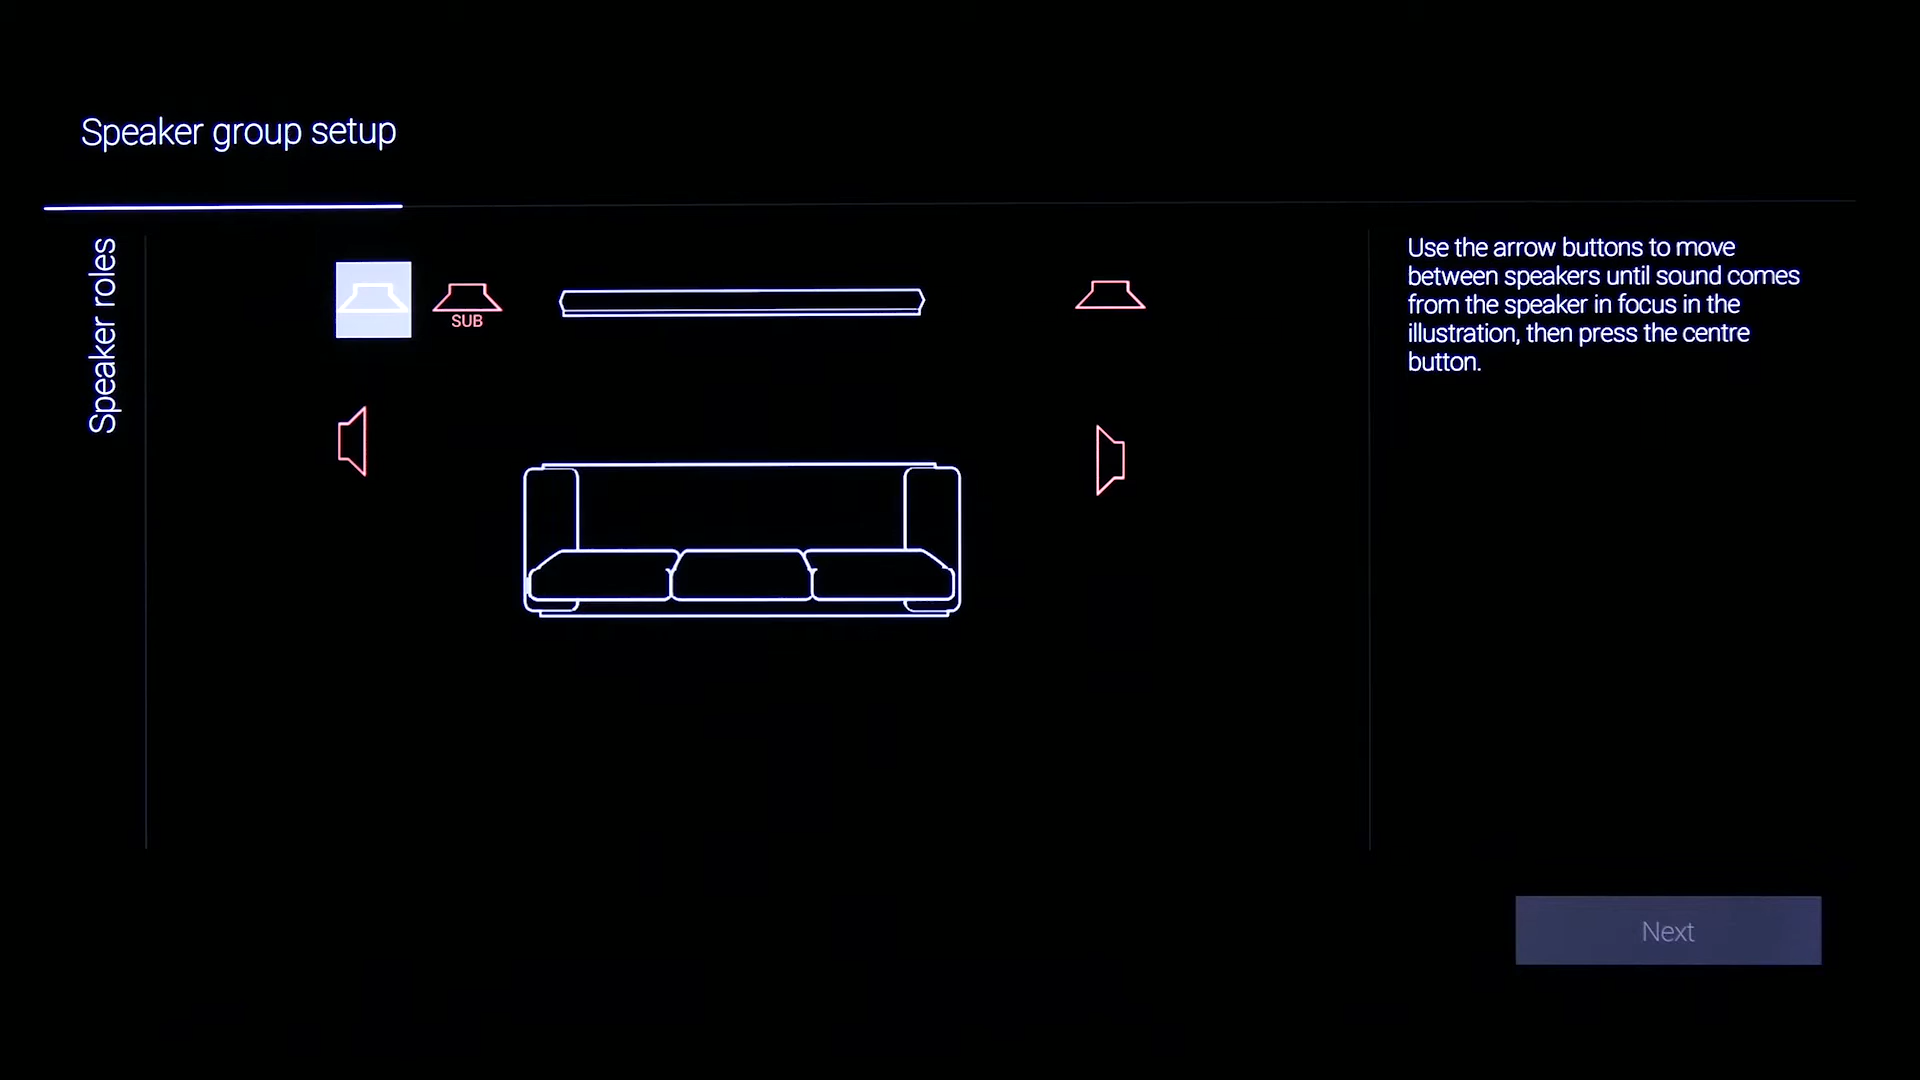 Speaker group setup
Speaker roles
SUB
Use the arrow buttons to move
between speakers until sound comes
from the speaker in focus in the
illustration, then press the centre
button.
Next